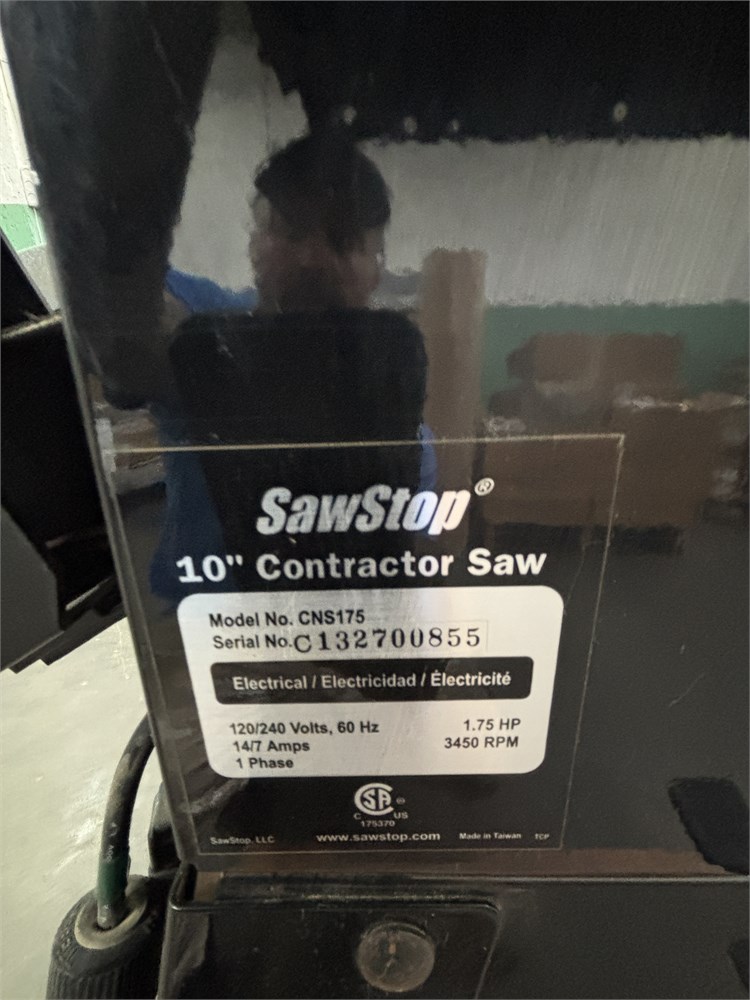 SawStop®
10" Contractor Saw
Model No. CNS175
Serial No. C132700855
Electrical / Electricidad / Électricité
120/240 Volts, 60 Hz 1.75 HP
14/7 Amps 3450 RPM
1 Phase
CSA ®
C US
175370
SawStop, LLC www.sawstop.com Made in Taiwan TCP